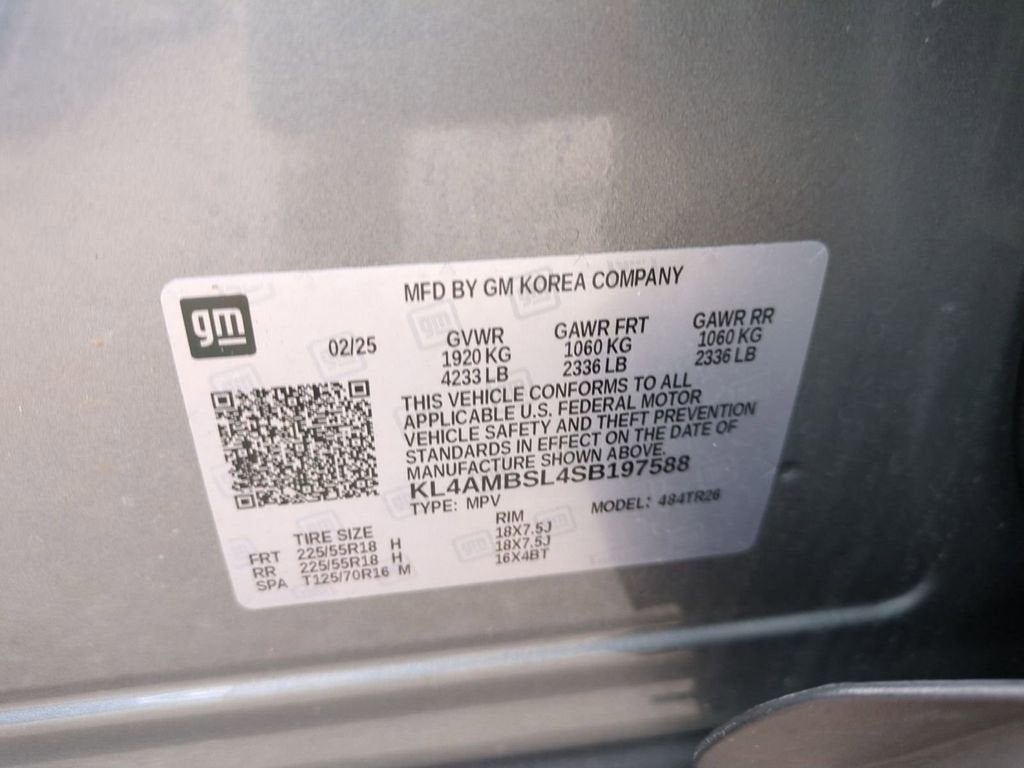 gm
MFD BY GM KOREA COMPANY
02/25
GVWR
1920 KG
4233 LB
GAWR FRT
1060 KG
2336 LB
GAWR RR
1060 KG
2336 LB
THIS VEHICLE CONFORMS TO ALL
APPLICABLE U.S. FEDERAL MOTOR
VEHICLE SAFETY AND THEFT PREVENTION
STANDARDS IN EFFECT ON THE DATE OF
MANUFACTURE SHOWN ABOVE.
KL4AMBSL4SB197588
TYPE: MPV MODEL: 484TR26
TIRE SIZE RIM
FRT 225/55R18 H 18X7.5J
RR 225/55R18 H 18X7.5J
SPA T125/70R16 M 16X4BT